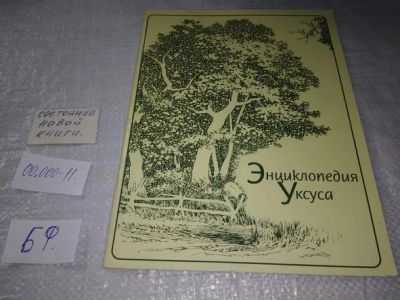 состояние
новой
книги.
00.000-11.
БФ.
Энциклопедия
Уксуса